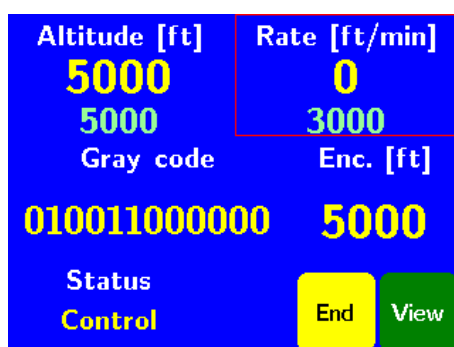 Altitude [ft] Rate [ft/min]
5000 0
5000 3000
Gray code Enc. [ft]
010011000000 5000
Status
Control End View